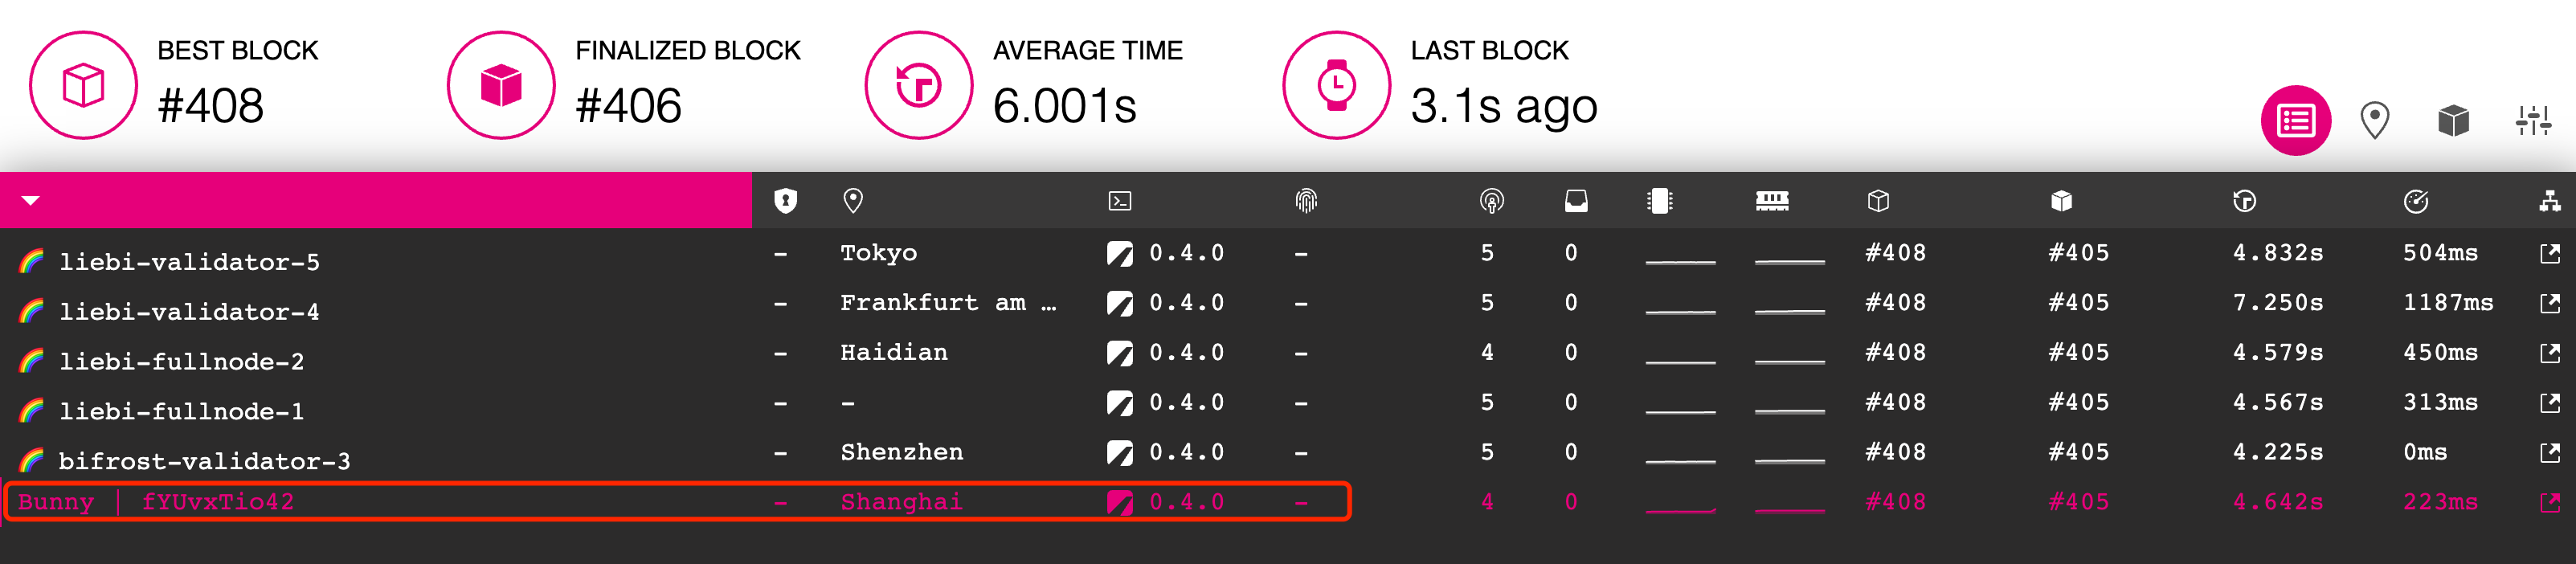 BEST BLOCK
#408
FINALIZED BLOCK
#406
AVERAGE TIME
6.001s
LAST BLOCK
3.1s ago
liebi-validator-5 – Tokyo 0.4.0 – 5 0 #408 #405 4.832s 504ms
liebi-validator-4 – Frankfurt am … 0.4.0 – 5 0 #408 #405 7.250s 1187ms
liebi-fullnode-2 – Haidian 0.4.0 – 4 0 #408 #405 4.579s 450ms
liebi-fullnode-1 – – 0.4.0 – 5 0 #408 #405 4.567s 313ms
bifrost-validator-3 – Shenzhen 0.4.0 – 5 0 #408 #405 4.225s 0ms
Bunny | fYUvxTio42 – Shanghai 0.4.0 – 4 0 #408 #405 4.642s 223ms